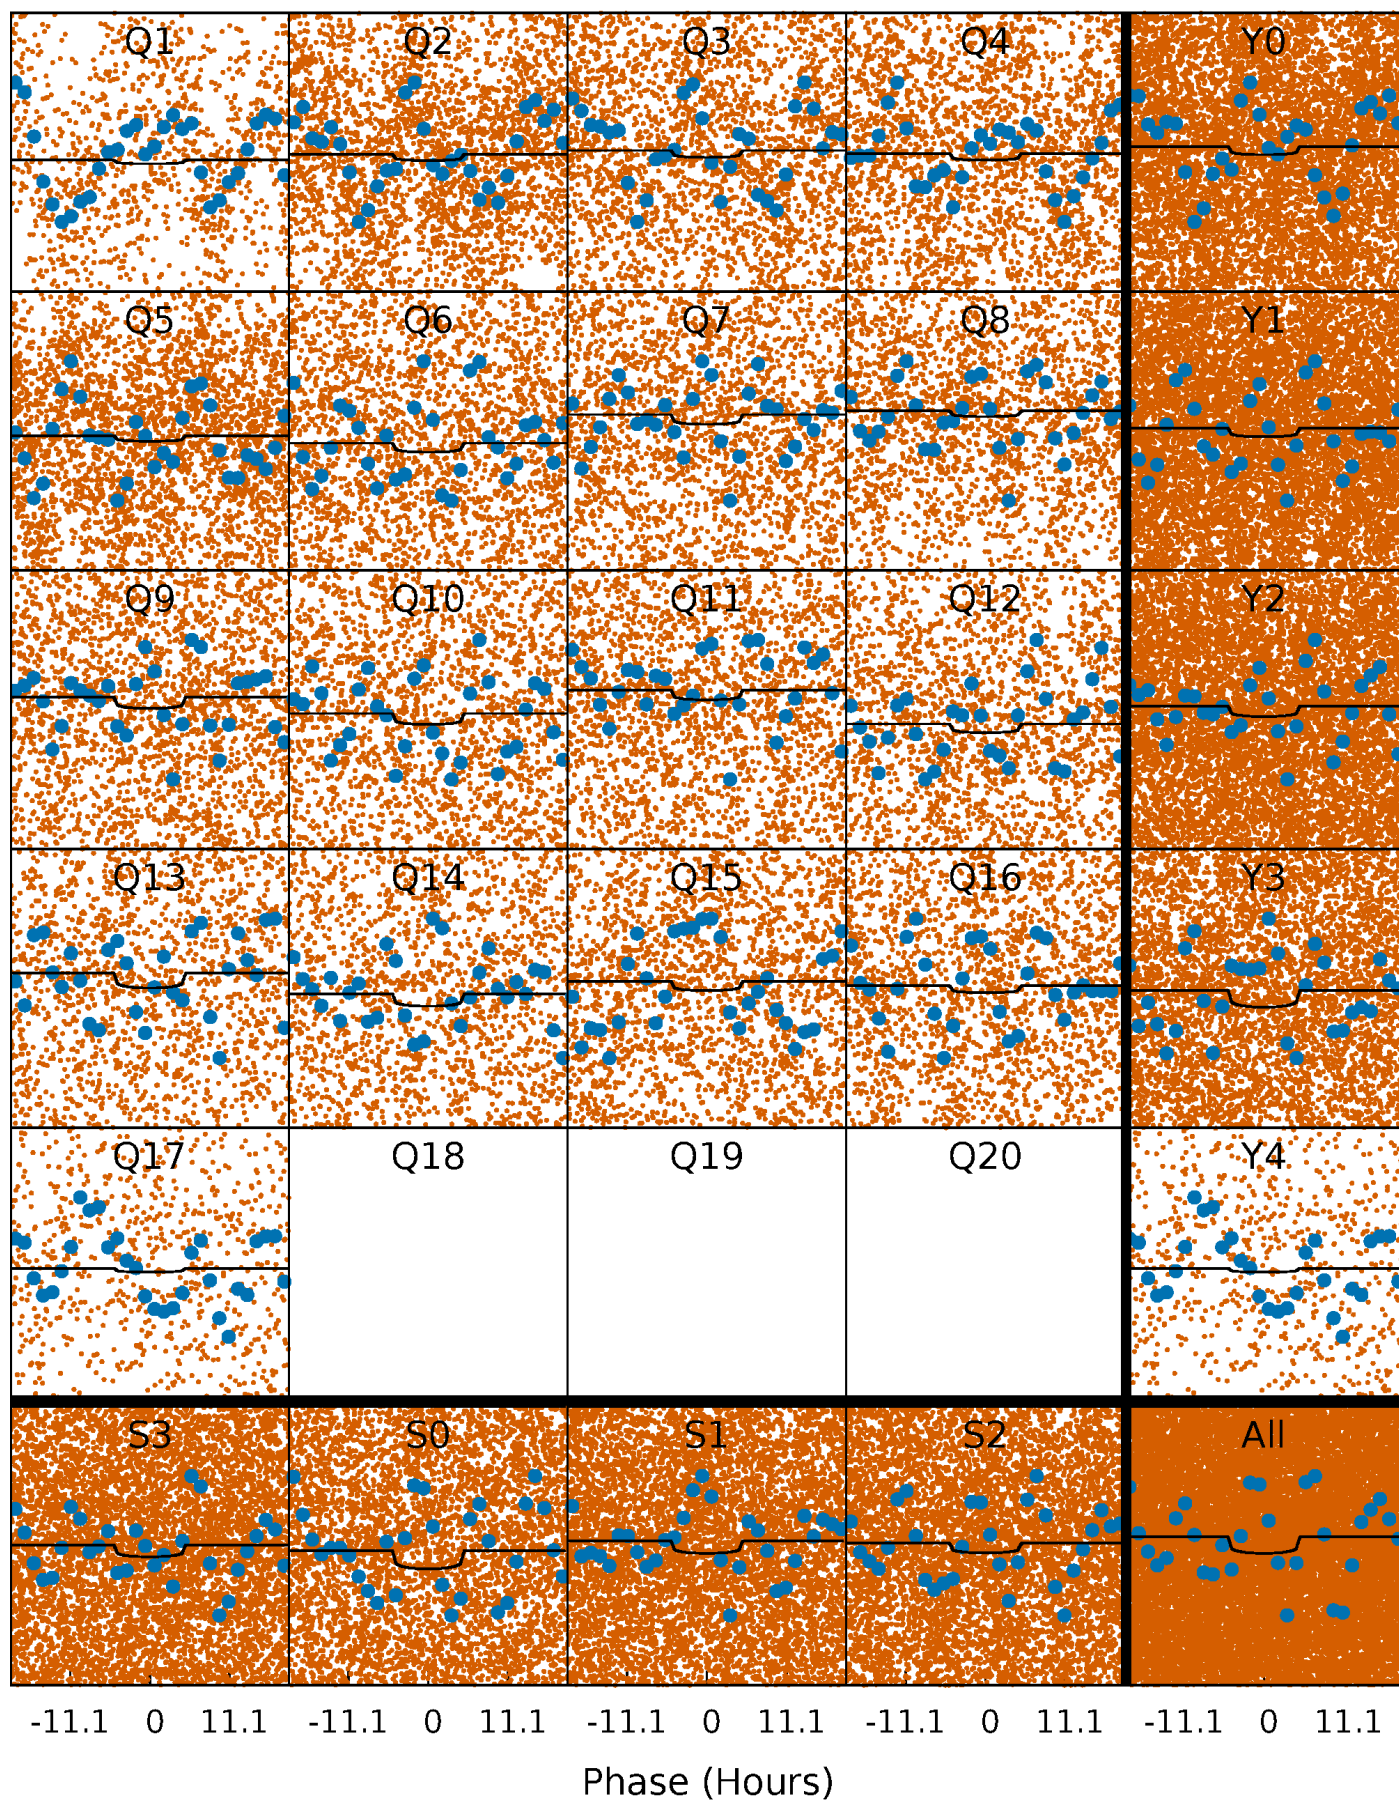 Q1 Q2 Q3 Q4 Y0
Q5 Q6 Q7 Q8 Y1
Q9 Q10 Q11 Q12 Y2
Q13 Q14 Q15 Q16 Y3
Q17 Q18 Q19 Q20 Y4
S3 S0 S1 S2 All
-11.1 0 11.1 -11.1 0 11.1 -11.1 0 11.1 -11.1 0 11.1 -11.1 0 11.1
Phase (Hours)